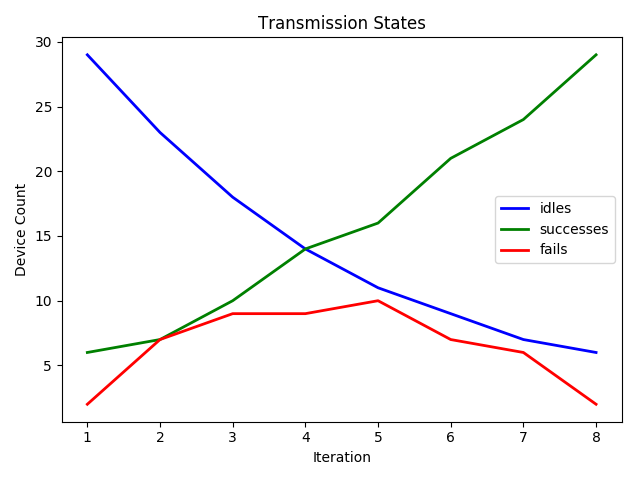 Transmission States
Device Count
30
25
20
15
10
5
idles
successes
fails
1 2 3 4 5 6 7 8
Iteration